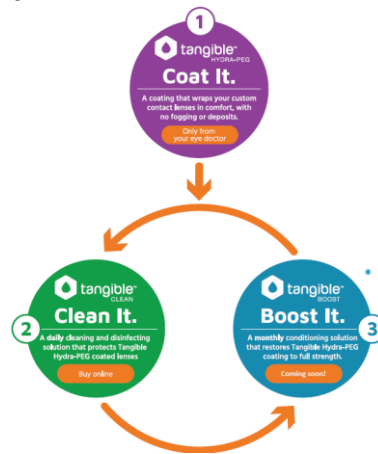 1
tangible™
HYDRA-PEG
Coat It.
A coating that wraps your custom
contact lenses in comfort, with
no fogging or deposits.
Only from
your eye doctor
2
tangible™
CLEAN
Clean It.
A daily cleaning and disinfecting
solution that protects Tangible
Hydra-PEG coated lenses
Buy online
tangible™
BOOST
Boost It.
3
A monthly conditioning solution
that restores Tangible Hydra-PEG
coating to full strength.
Coming soon!